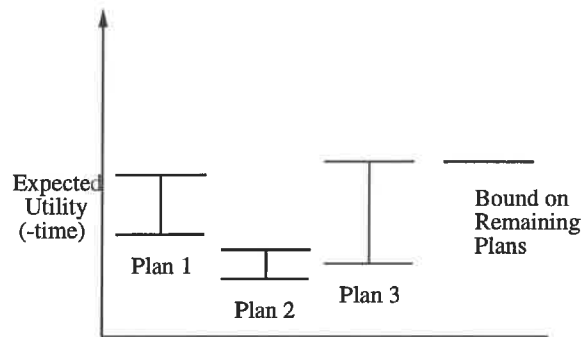 Expected
Utility
(-time)
Plan 1
Plan 2
Plan 3
Bound on
Remaining
Plans